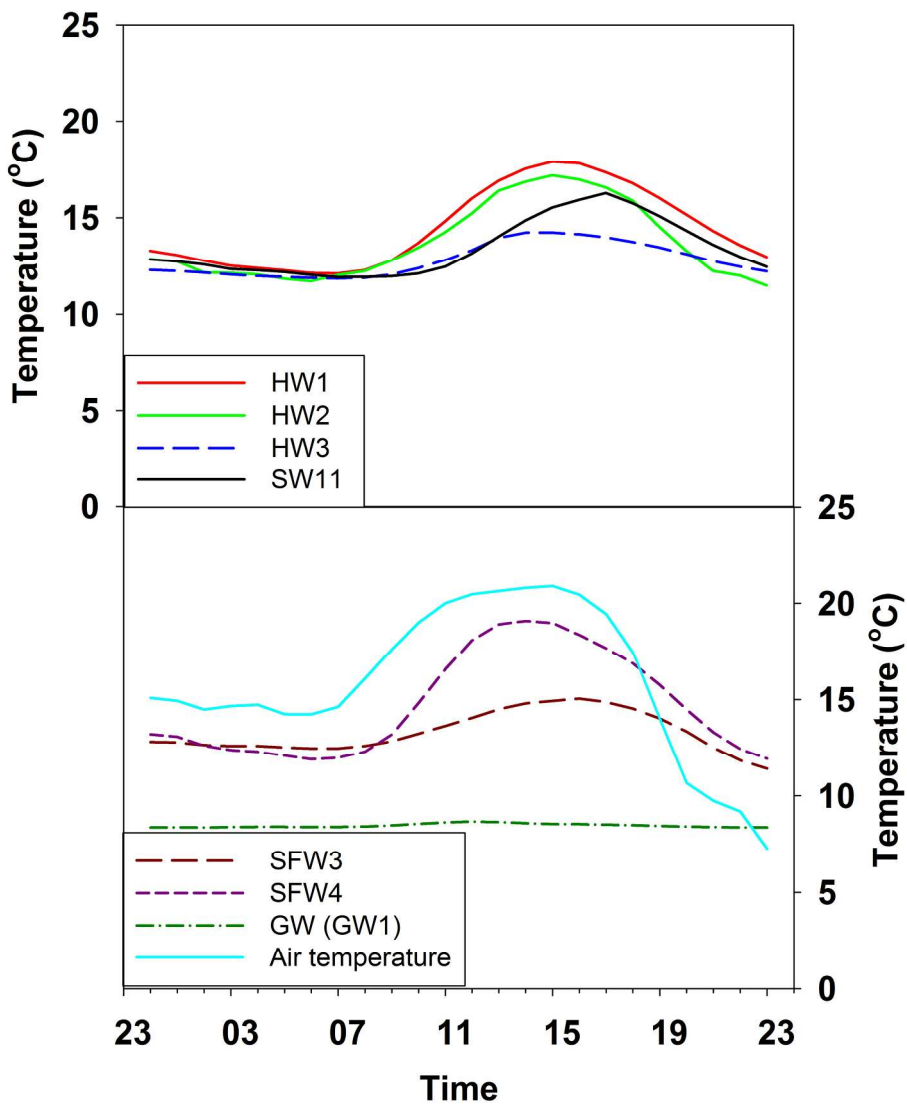 25
20
15
10
5
0
Temperature (°C)
HW1
HW2
HW3
SW11
25
20
15
10
5
0
Temperature (°C)
SFW3
SFW4
GW (GW1)
Air temperature
23 03 07 11 15 19 23
Time